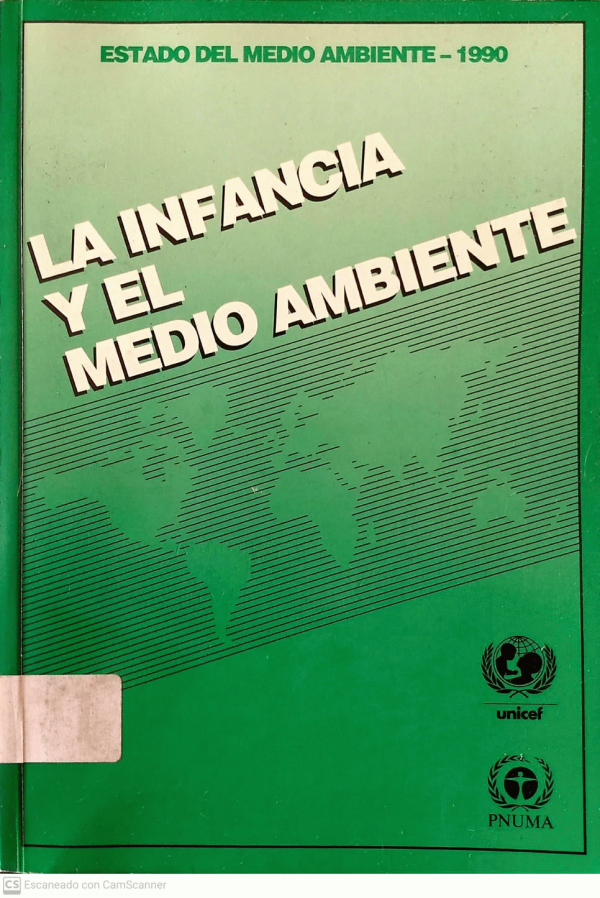 ESTADO DEL MEDIO AMBIENTE – 1990
LA INFANCIA
Y EL
MEDIO AMBIENTE
unicef
PNUMA
CS Escaneado con CamScanner